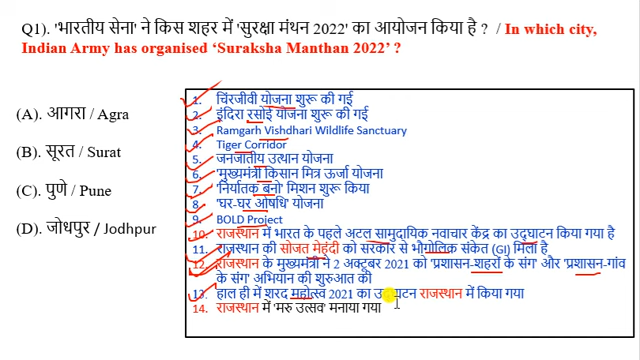 Q1). 'भारतीय सेना' ने किस शहर में 'सुरक्षा मंथन 2022' का आयोजन किया है ? / In which city,
Indian Army has organised ‘Suraksha Manthan 2022’ ?
(A). आगरा / Agra
(B). सूरत / Surat
(C). पुणे / Pune
(D). जोधपुर / Jodhpur
1. चिंरजीवी योजना शुरू की गई
2. इंदिरा रसोई योजना शुरू की गई
3. Ramgarh Vishdhari Wildlife Sanctuary
4. Tiger Corridor
5. जनजातीय उत्थान योजना
6. 'मुख्यमंत्री किसान मित्र ऊर्जा योजना
7. 'निर्यातक बनो' मिशन शुरू किया
8. 'घर-घर औषधि' योजना
9. BOLD Project
10. राजस्थान में भारत के पहले अटल सामुदायिक नवाचार केंद्र का उद्घाटन किया गया है
11. राजस्थान की सोजत मेहंदी को सरकार से भौगोलिक संकेत (GI) मिला है
12. राजस्थान के मुख्यमंत्री ने 2 अक्टूबर 2021 को 'प्रशासन-शहरों के संग' और 'प्रशासन-गांव
के संग' अभियान की शुरुआत की
13. हाल ही में शरद महोत्सव 2021 का उद्घाटन राजस्थान में किया गया
14. राजस्थान में 'मरु उत्सव' मनाया गया